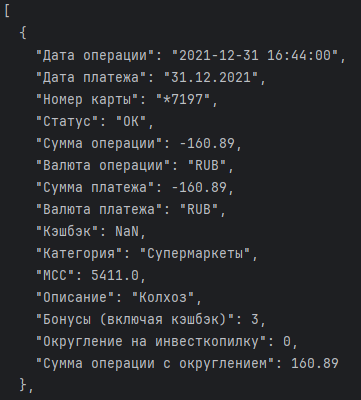 [
{
"Дата операции": "2021-12-31 16:44:00",
"Дата платежа": "31.12.2021",
"Номер карты": "*7197",
"Статус": "OK",
"Сумма операции": -160.89,
"Валюта операции": "RUB",
"Сумма платежа": -160.89,
"Валюта платежа": "RUB",
"Кэшбэк": NaN,
"Категория": "Супермаркеты",
"MCC": 5411.0,
"Описание": "Колхоз",
"Бонусы (включая кэшбэк)": 3,
"Округление на инвесткопилку": 0,
"Сумма операции с округлением": 160.89
},